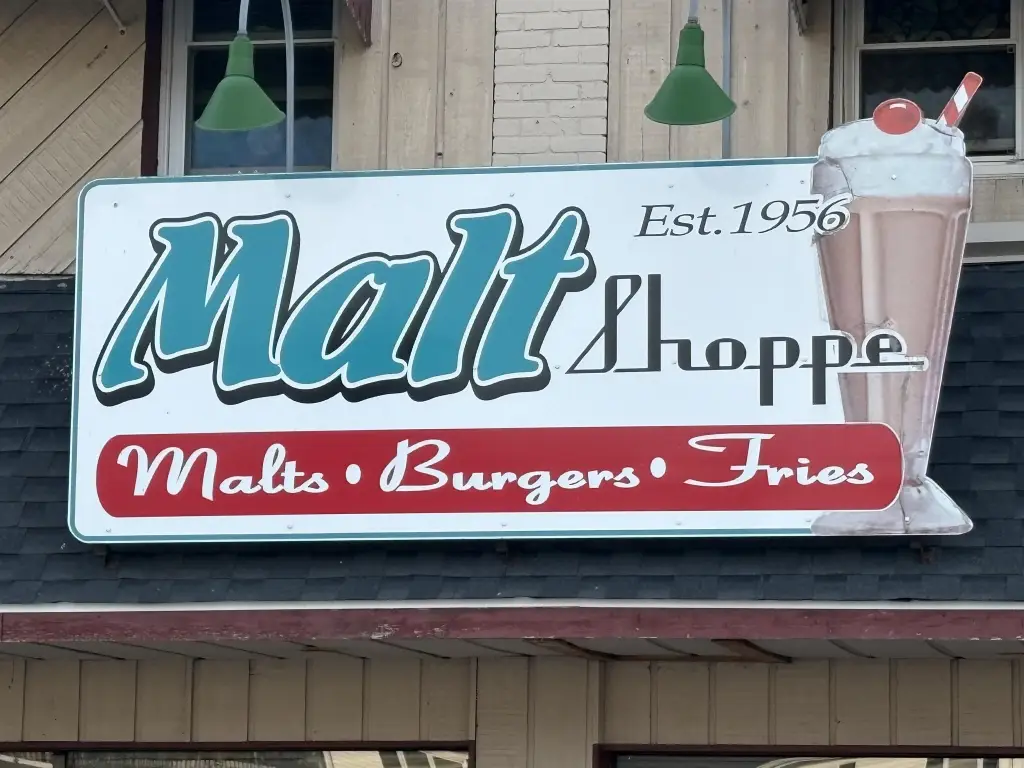 Est. 1956
Malt Shoppe
Malts • Burgers • Fries